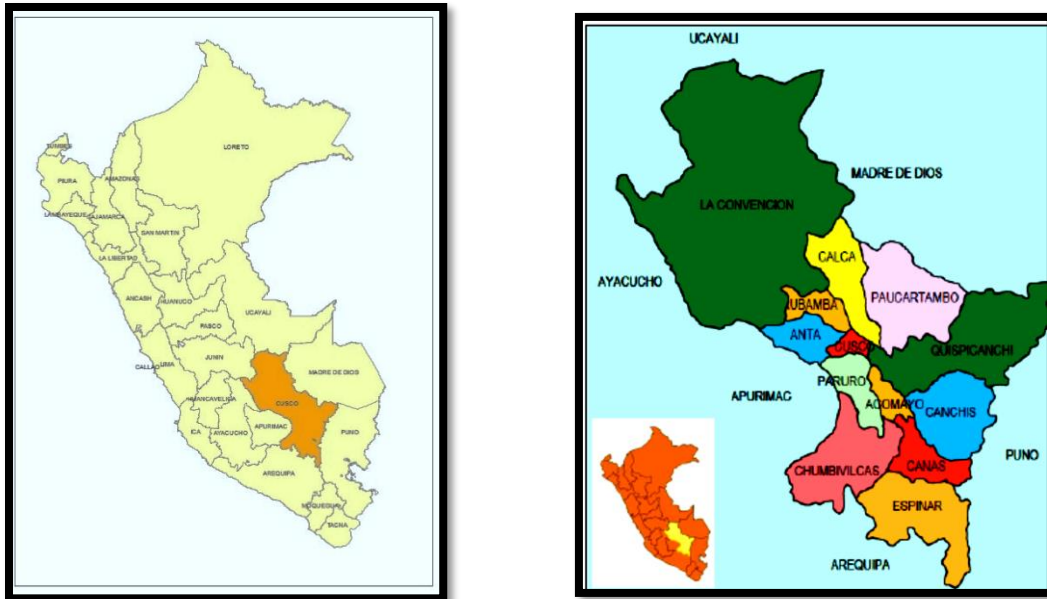 TUMBES
LORETO
PIURA
AMAZONAS
LAMBAYEQUE
CAJAMARCA
SAN MARTIN
LA LIBERTAD
ANCASH
HUANUCO
UCAYALI
PASCO
JUNIN
CALLAO
LIMA
MADRE DE DIOS
HUANCAVELICA
CUSCO
ICA
AYACUCHO
APURIMAC
PUNO
AREQUIPA
MOQUEGUA
TACNA
UCAYALI
MADRE DE DIOS
LA CONVENCION
CALCA
AYACUCHO
PAUCARTAMBO
RUBAMBA
ANTA
CUSCO
QUISPICANCHI
PARURO
APURIMAC
ACOMAYO
CANCHIS
PUNO
CHUMBIVILCAS
CANAS
ESPINAR
AREQUIPA